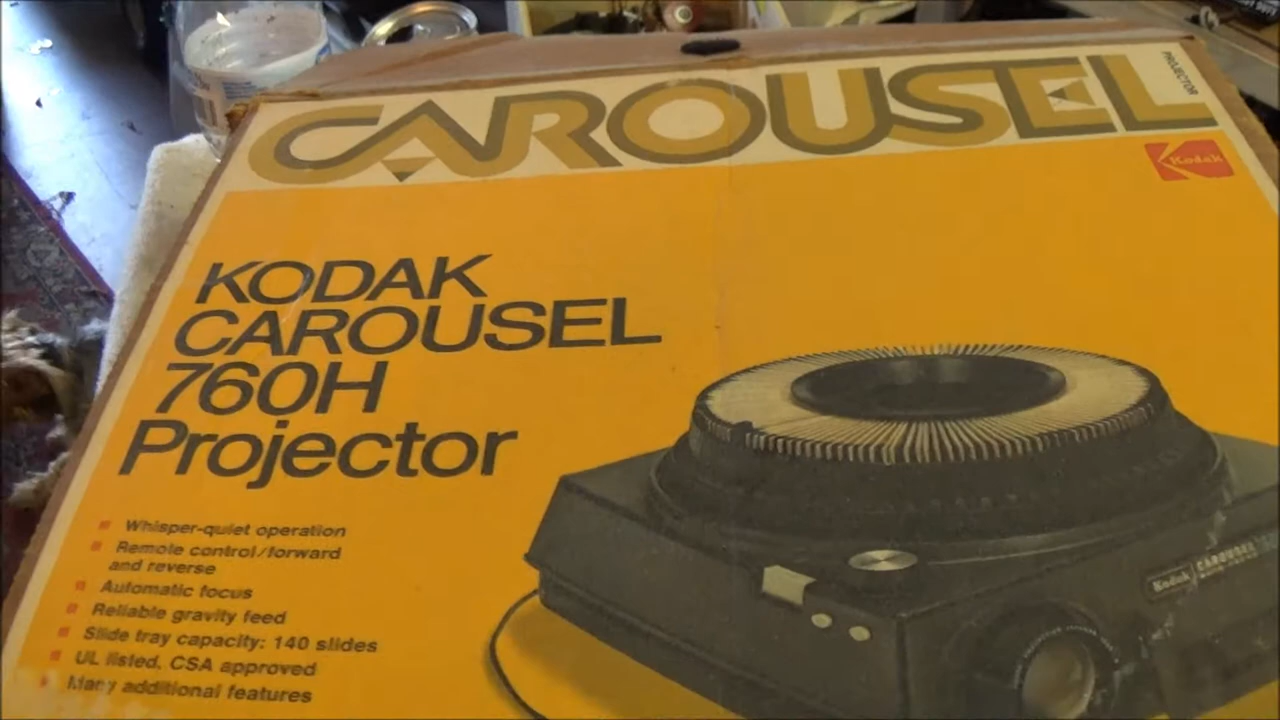 CAROUSEL
PROJECTOR
Kodak
KODAK
CAROUSEL
760H
Projector
Whisper-quiet operation
Remote control/forward
and reverse
Automatic focus
Reliable gravity feed
Slide tray capacity: 140 slides
UL listed, CSA approved
Many additional features
Kodak CAROUSEL